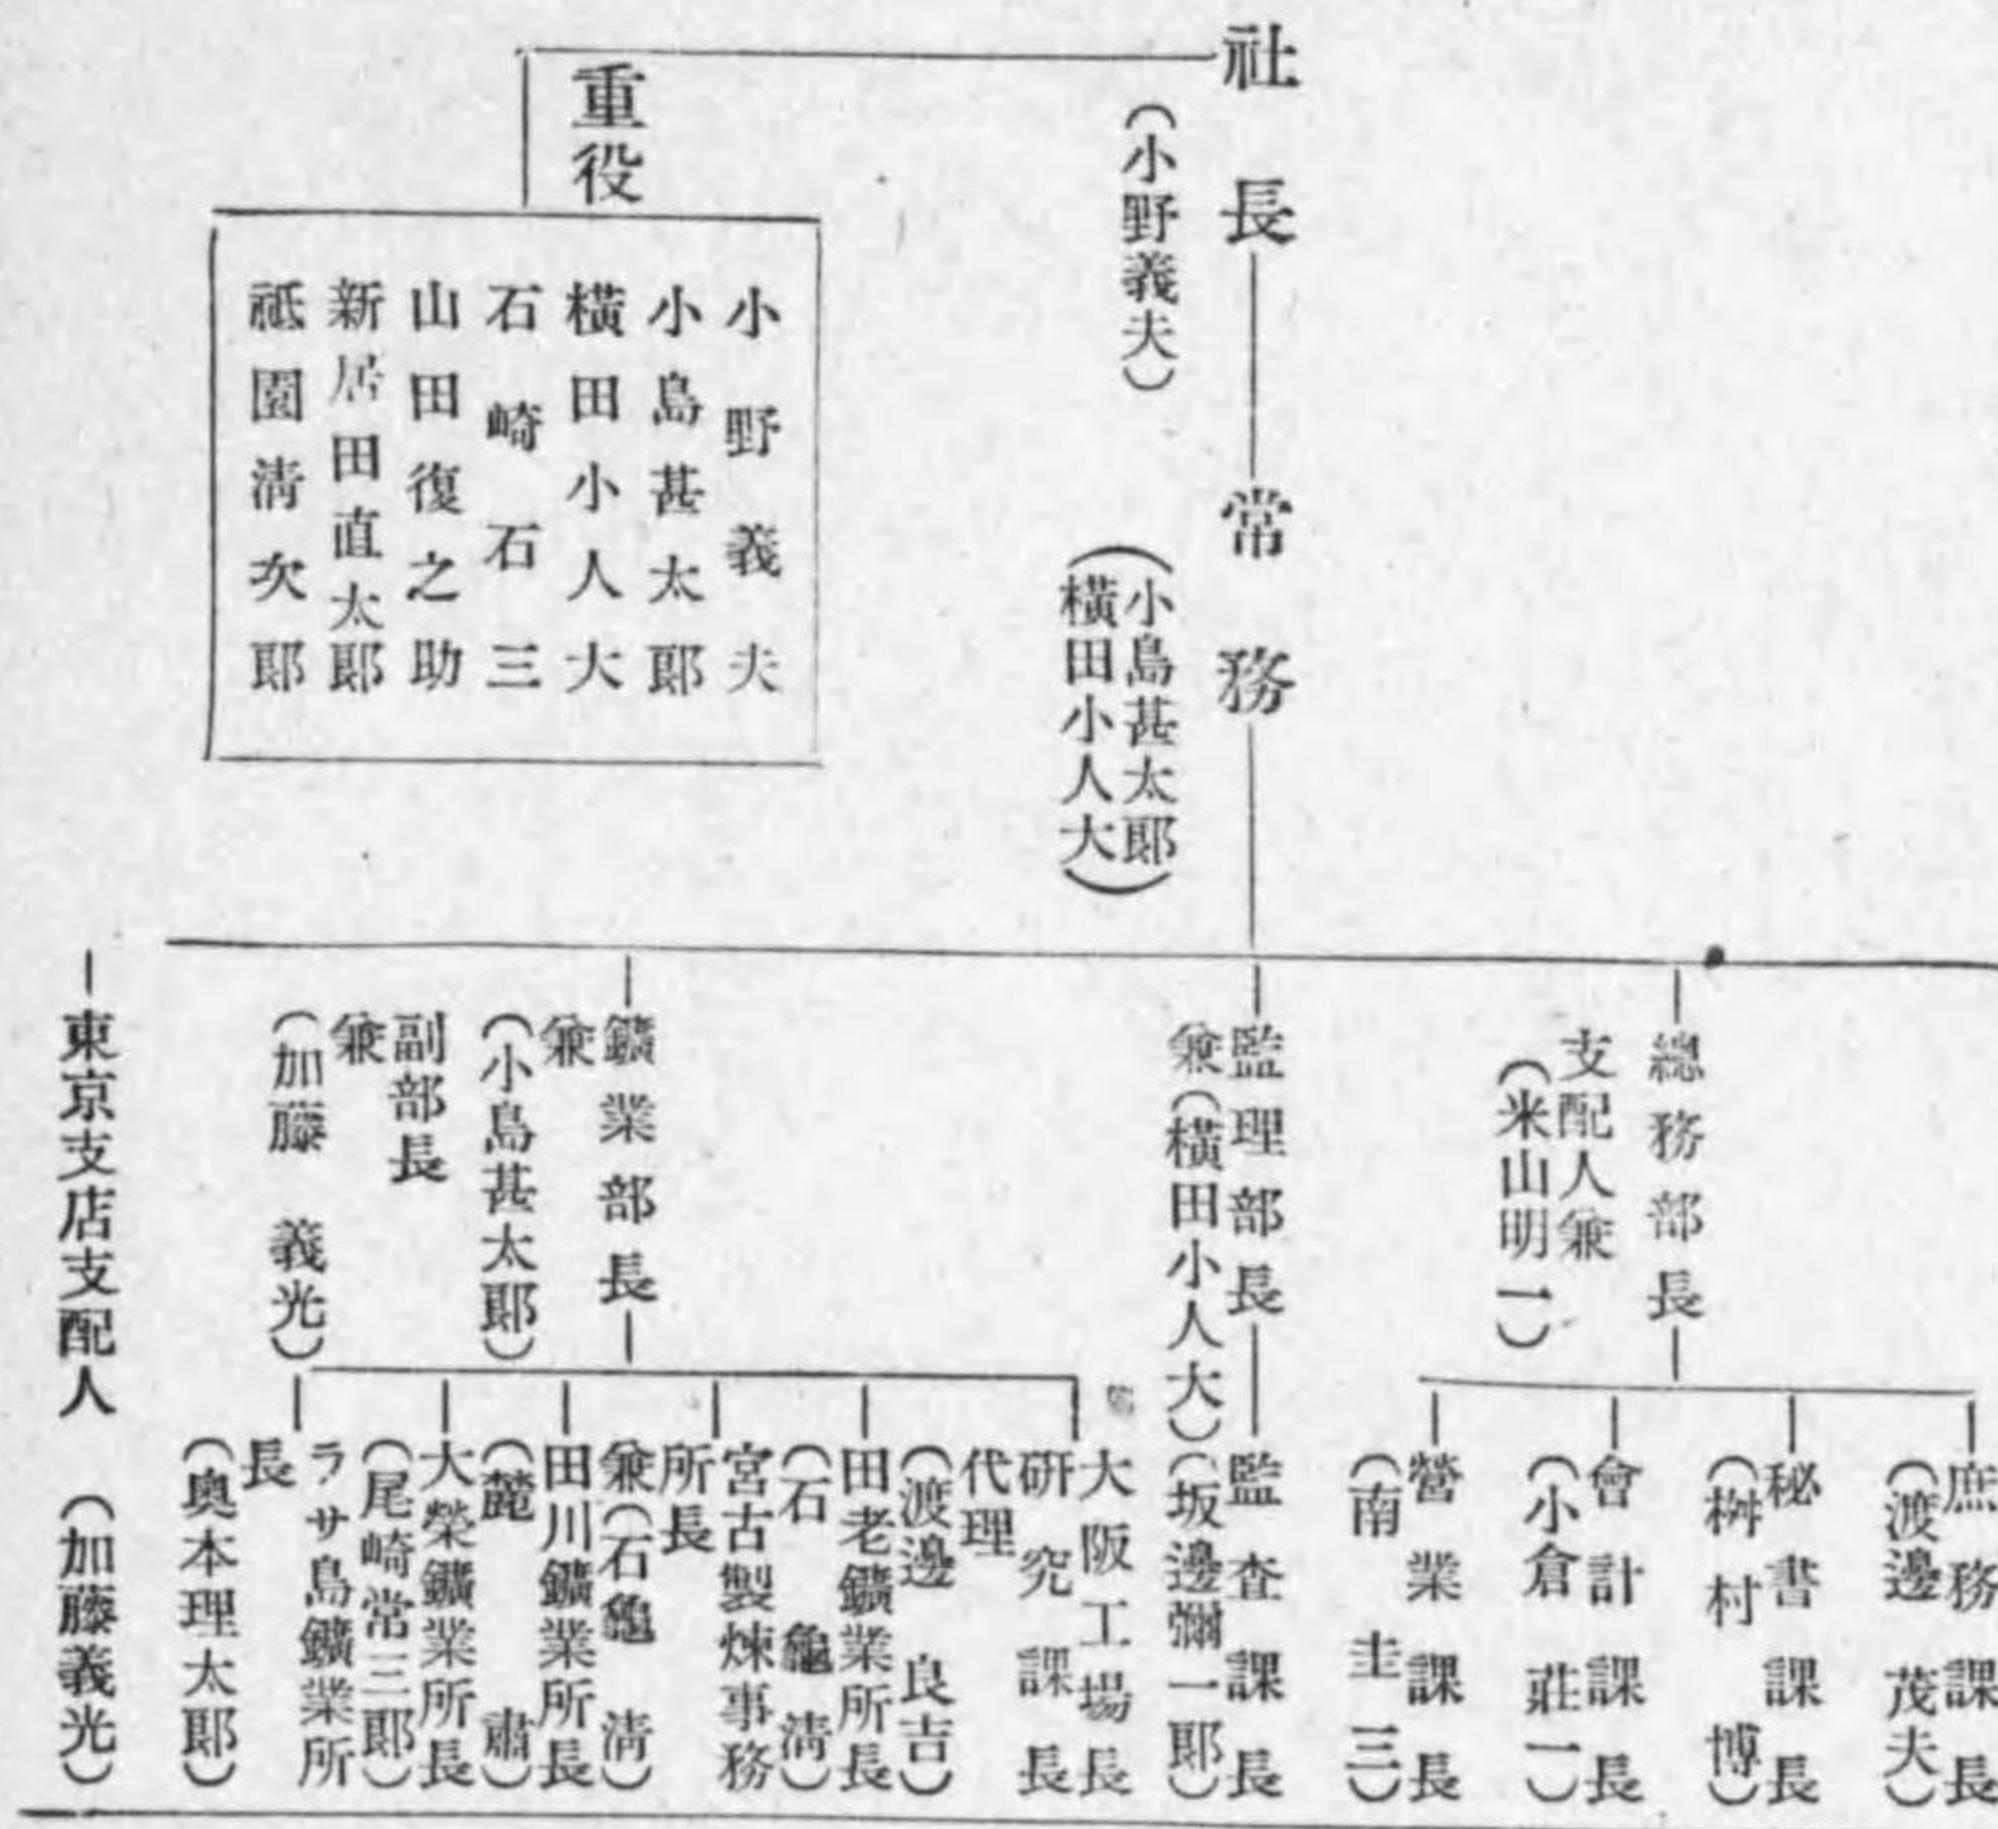 社長
(小野義夫)
常務
(小島甚太郎
橫田小人大)
重役
小野義夫
小島甚太郎
橫田小人大
石崎石三
山田復之助
新居田直太郎
祗園淸次郎
總務部長
支配人兼
(米山明一)
庶務課長
(渡邊茂夫)
秘書課長
(桝村博)
會計課長
(小倉莊一)
營業課長
(南圭三)
監理部長
兼(橫田小人大)
監査課長
(坂邊彌一郎)
鑛業部長
兼
(小島甚太郎)
副部長
兼
(加藤義光)
大阪工場長
硏究課長
代理
(渡邊良吉)
田老鑛業所長
(石龜淸)
宮古製煉事務
所長
兼(石龜淸)
田川鑛業所長
(麓肅)
大榮鑛業所長
(尾崎常三郎)
ラサ島鑛業所
長
(奧本理太郎)
東京支店支配人(加藤義光)